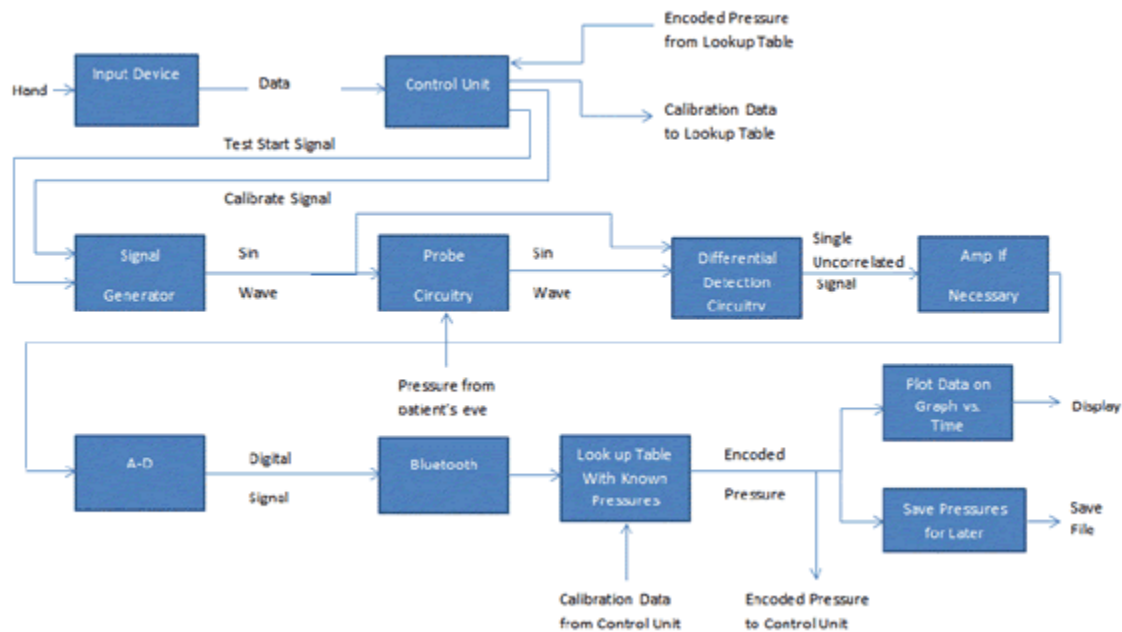 Encoded Pressure
from Lookup Table
Input Device
Control Unit
Hand
Data
Calibration Data
to Lookup Table
Test Start Signal
Calibrate Signal
Signal
Generator
Sin
Wave
Probe
Circuitry
Sin
Wave
Differential
Detection
Circuitry
Single
Uncorrelated
Signal
Amp If
Necessary
Pressure from
patient's eye
Plot Data on
Graph vs.
Time
Display
A-D
Digital
Signal
Bluetooth
Look up Table
With Known
Pressures
Encoded
Pressure
Save Pressures
for Later
Save
File
Calibration Data
from Control Unit
Encoded Pressure
to Control Unit